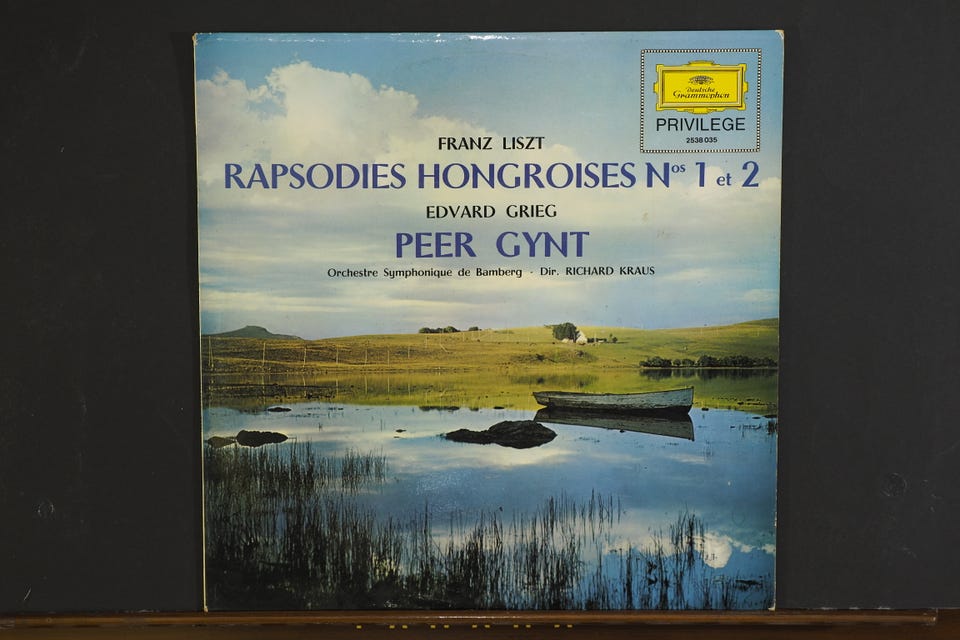 Deutsche
Grammophon
PRIVILEGE
2538 035
FRANZ LISZT
RAPSODIES HONGROISES Nos 1 et 2
EDVARD GRIEG
PEER GYNT
Orchestre Symphonique de Bamberg - Dir. RICHARD KRAUS